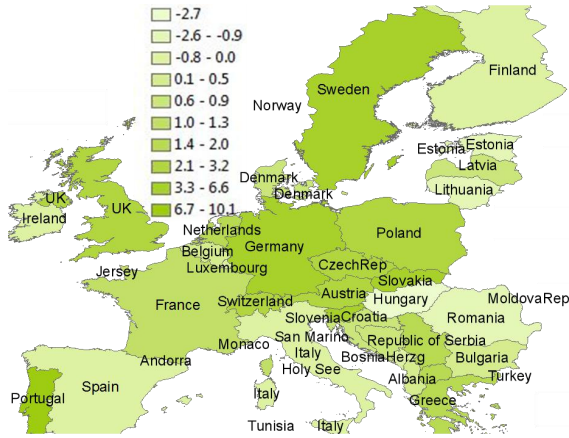 -2.7
-2.6 - -0.9
-0.8 - 0.0
0.1 - 0.5
0.6 - 0.9
1.0 - 1.3
1.4 - 2.0
2.1 - 3.2
3.3 - 6.6
6.7 - 10.1
Finland
Sweden
Norway
Estonia
Estonia
Latvia
Denmark
Lithuania
Denmark
UK
UK
Ireland
Netherlands
Poland
Germany
Belgium
CzechRep
Luxembourg
Jersey
Slovakia
Austria
Hungary
MoldovaRep
Switzerland
France
Slovenia
Croatia
Romania
San Marino
Republic of Serbia
Monaco
Italy
BosniaHerzg
Bulgaria
Andorra
Holy See
Turkey
Albania
Spain
Italy
Portugal
Greece
Tunisia
Italy